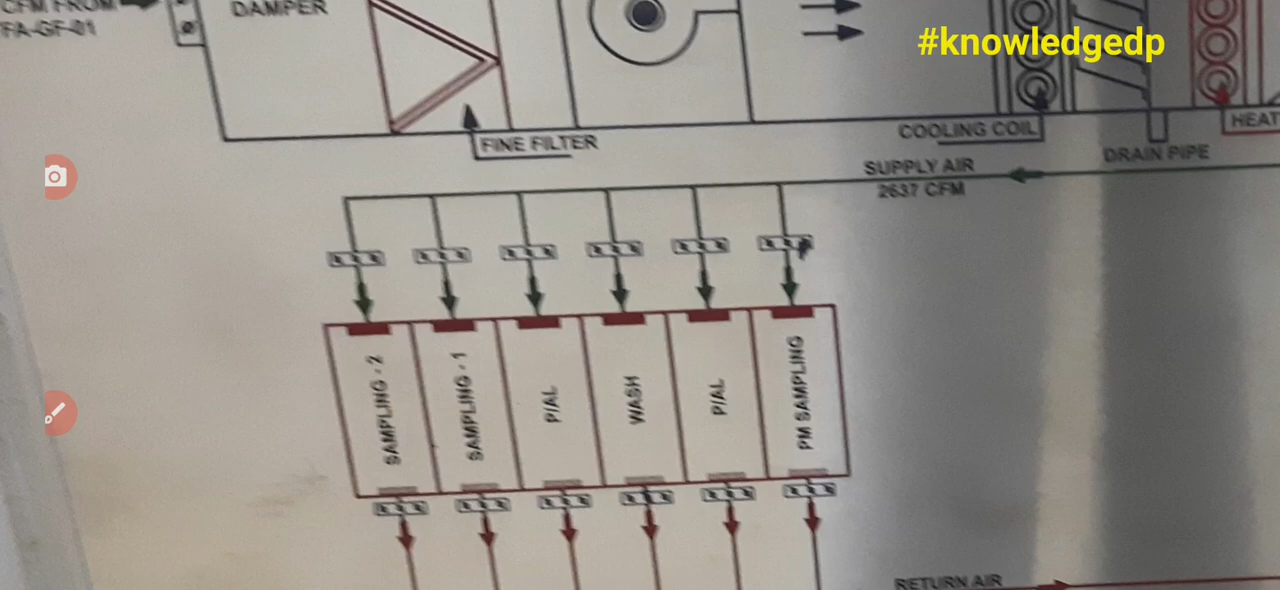 CFM FROM
FA-GF-01
DAMPER
#knowledgedp
FINE FILTER
COOLING COIL
HEAT
DRAIN PIPE
SUPPLY AIR
2637 CFM
SAMPLING - 2
SAMPLING - 1
P/AL
WASH
P/AL
PM SAMPLING
RETURN AIR